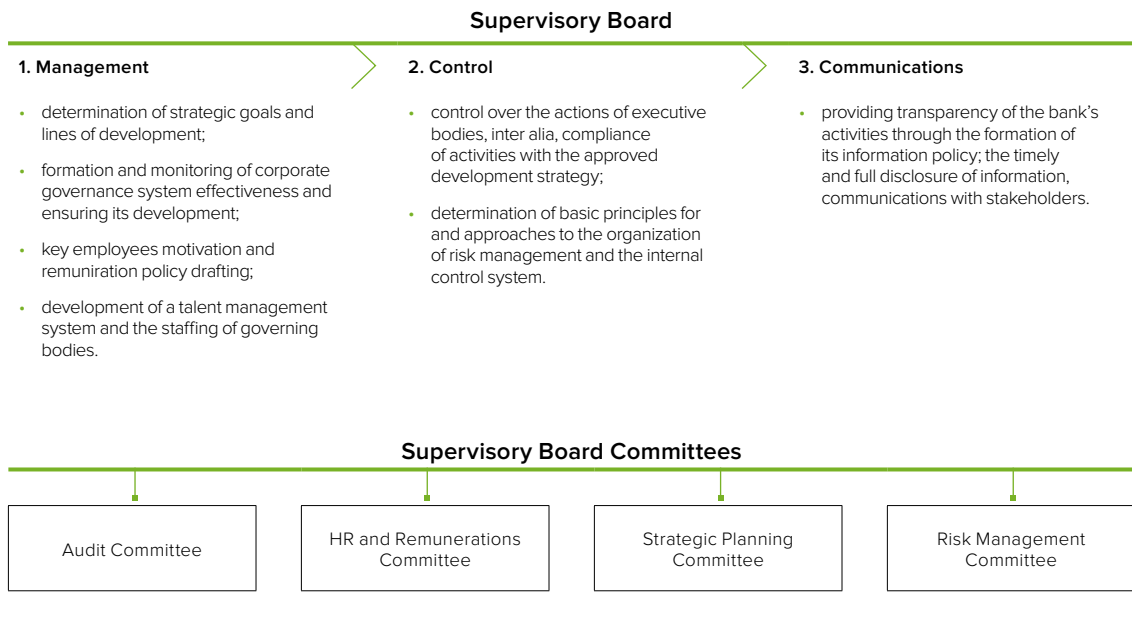 Supervisory Board
1. Management
• determination of strategic goals and
lines of development;
• formation and monitoring of corporate
governance system effectiveness and
ensuring its development;
• key employees motivation and
remuniration policy drafting;
• development of a talent management
system and the staffing of governing
bodies.
2. Control
• control over the actions of executive
bodies, inter alia, compliance
of activities with the approved
development strategy;
• determination of basic principles for
and approaches to the organization
of risk management and the internal
control system.
3. Communications
• providing transparency of the bank’s
activities through the formation of
its information policy; the timely
and full disclosure of information,
communications with stakeholders.
Supervisory Board Committees
Audit Committee
HR and Remunerations
Committee
Strategic Planning
Committee
Risk Management
Committee